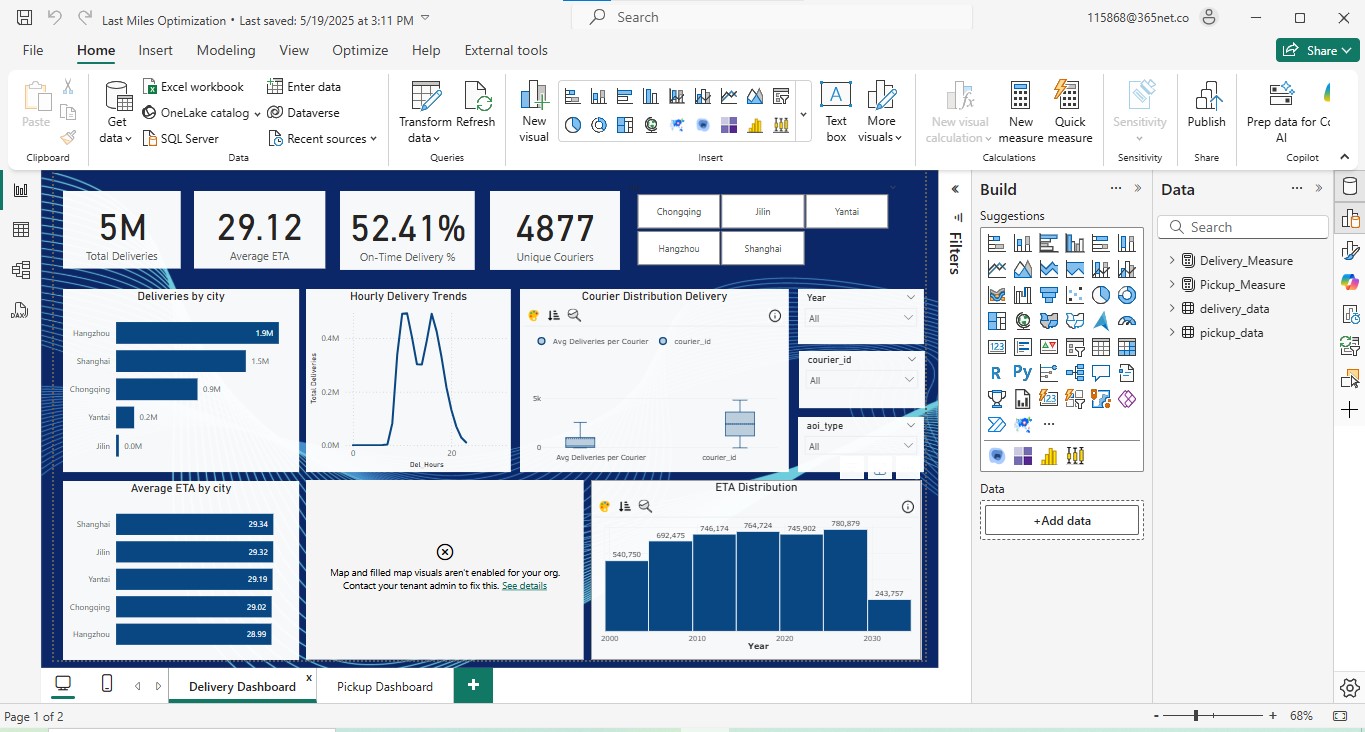 Last Miles Optimization • Last saved: 5/19/2025 at 3:11 PM
Search
115868@365net.co
File
Home
Insert
Modeling
View
Optimize
Help
External tools
Share
Paste
Clipboard
Get data
Excel workbook
OneLake catalog
SQL Server
Enter data
Dataverse
Recent sources
Data
Transform data
Refresh
Queries
New visual
Text box
More visuals
Insert
New visual calculation
New measure
Quick measure
Calculations
Sensitivity
Sensitivity
Publish
Share
Prep data for AI
Co
Copilot
5M
Total Deliveries
29.12
Average ETA
52.41%
On-Time Delivery %
4877
Unique Couriers
Chongqing
Jilin
Yantai
Hangzhou
Shanghai
Deliveries by city
Hangzhou
1.9M
Shanghai
1.5M
Chongqing
0.9M
Yantai
0.2M
Jilin
0.0M
Hourly Delivery Trends
Total Deliveries
0.4M
0.2M
0.0M
0
20
Del_Hours
Courier Distribution Delivery
Avg Deliveries per Courier
courier_id
5k
0
Avg Deliveries per Courier
courier_id
Year
All
courier_id
All
aoi_type
All
Average ETA by city
Shanghai
29.34
Jilin
29.32
Yantai
29.19
Chongqing
29.02
Hangzhou
28.99
Map and filled map visuals aren't enabled for your org.
Contact your tenant admin to fix this. See details
ETA Distribution
540,750
692,475
746,174
764,724
745,902
780,879
243,757
2000
2010
2020
2030
Year
Filters
Build
Suggestions
123
R
Py
123
Data
+Add data
Data
Search
Delivery_Measure
Pickup_Measure
delivery_data
pickup_data
DAX
Delivery Dashboard
x
Pickup Dashboard
+
Page 1 of 2
-
+
68%